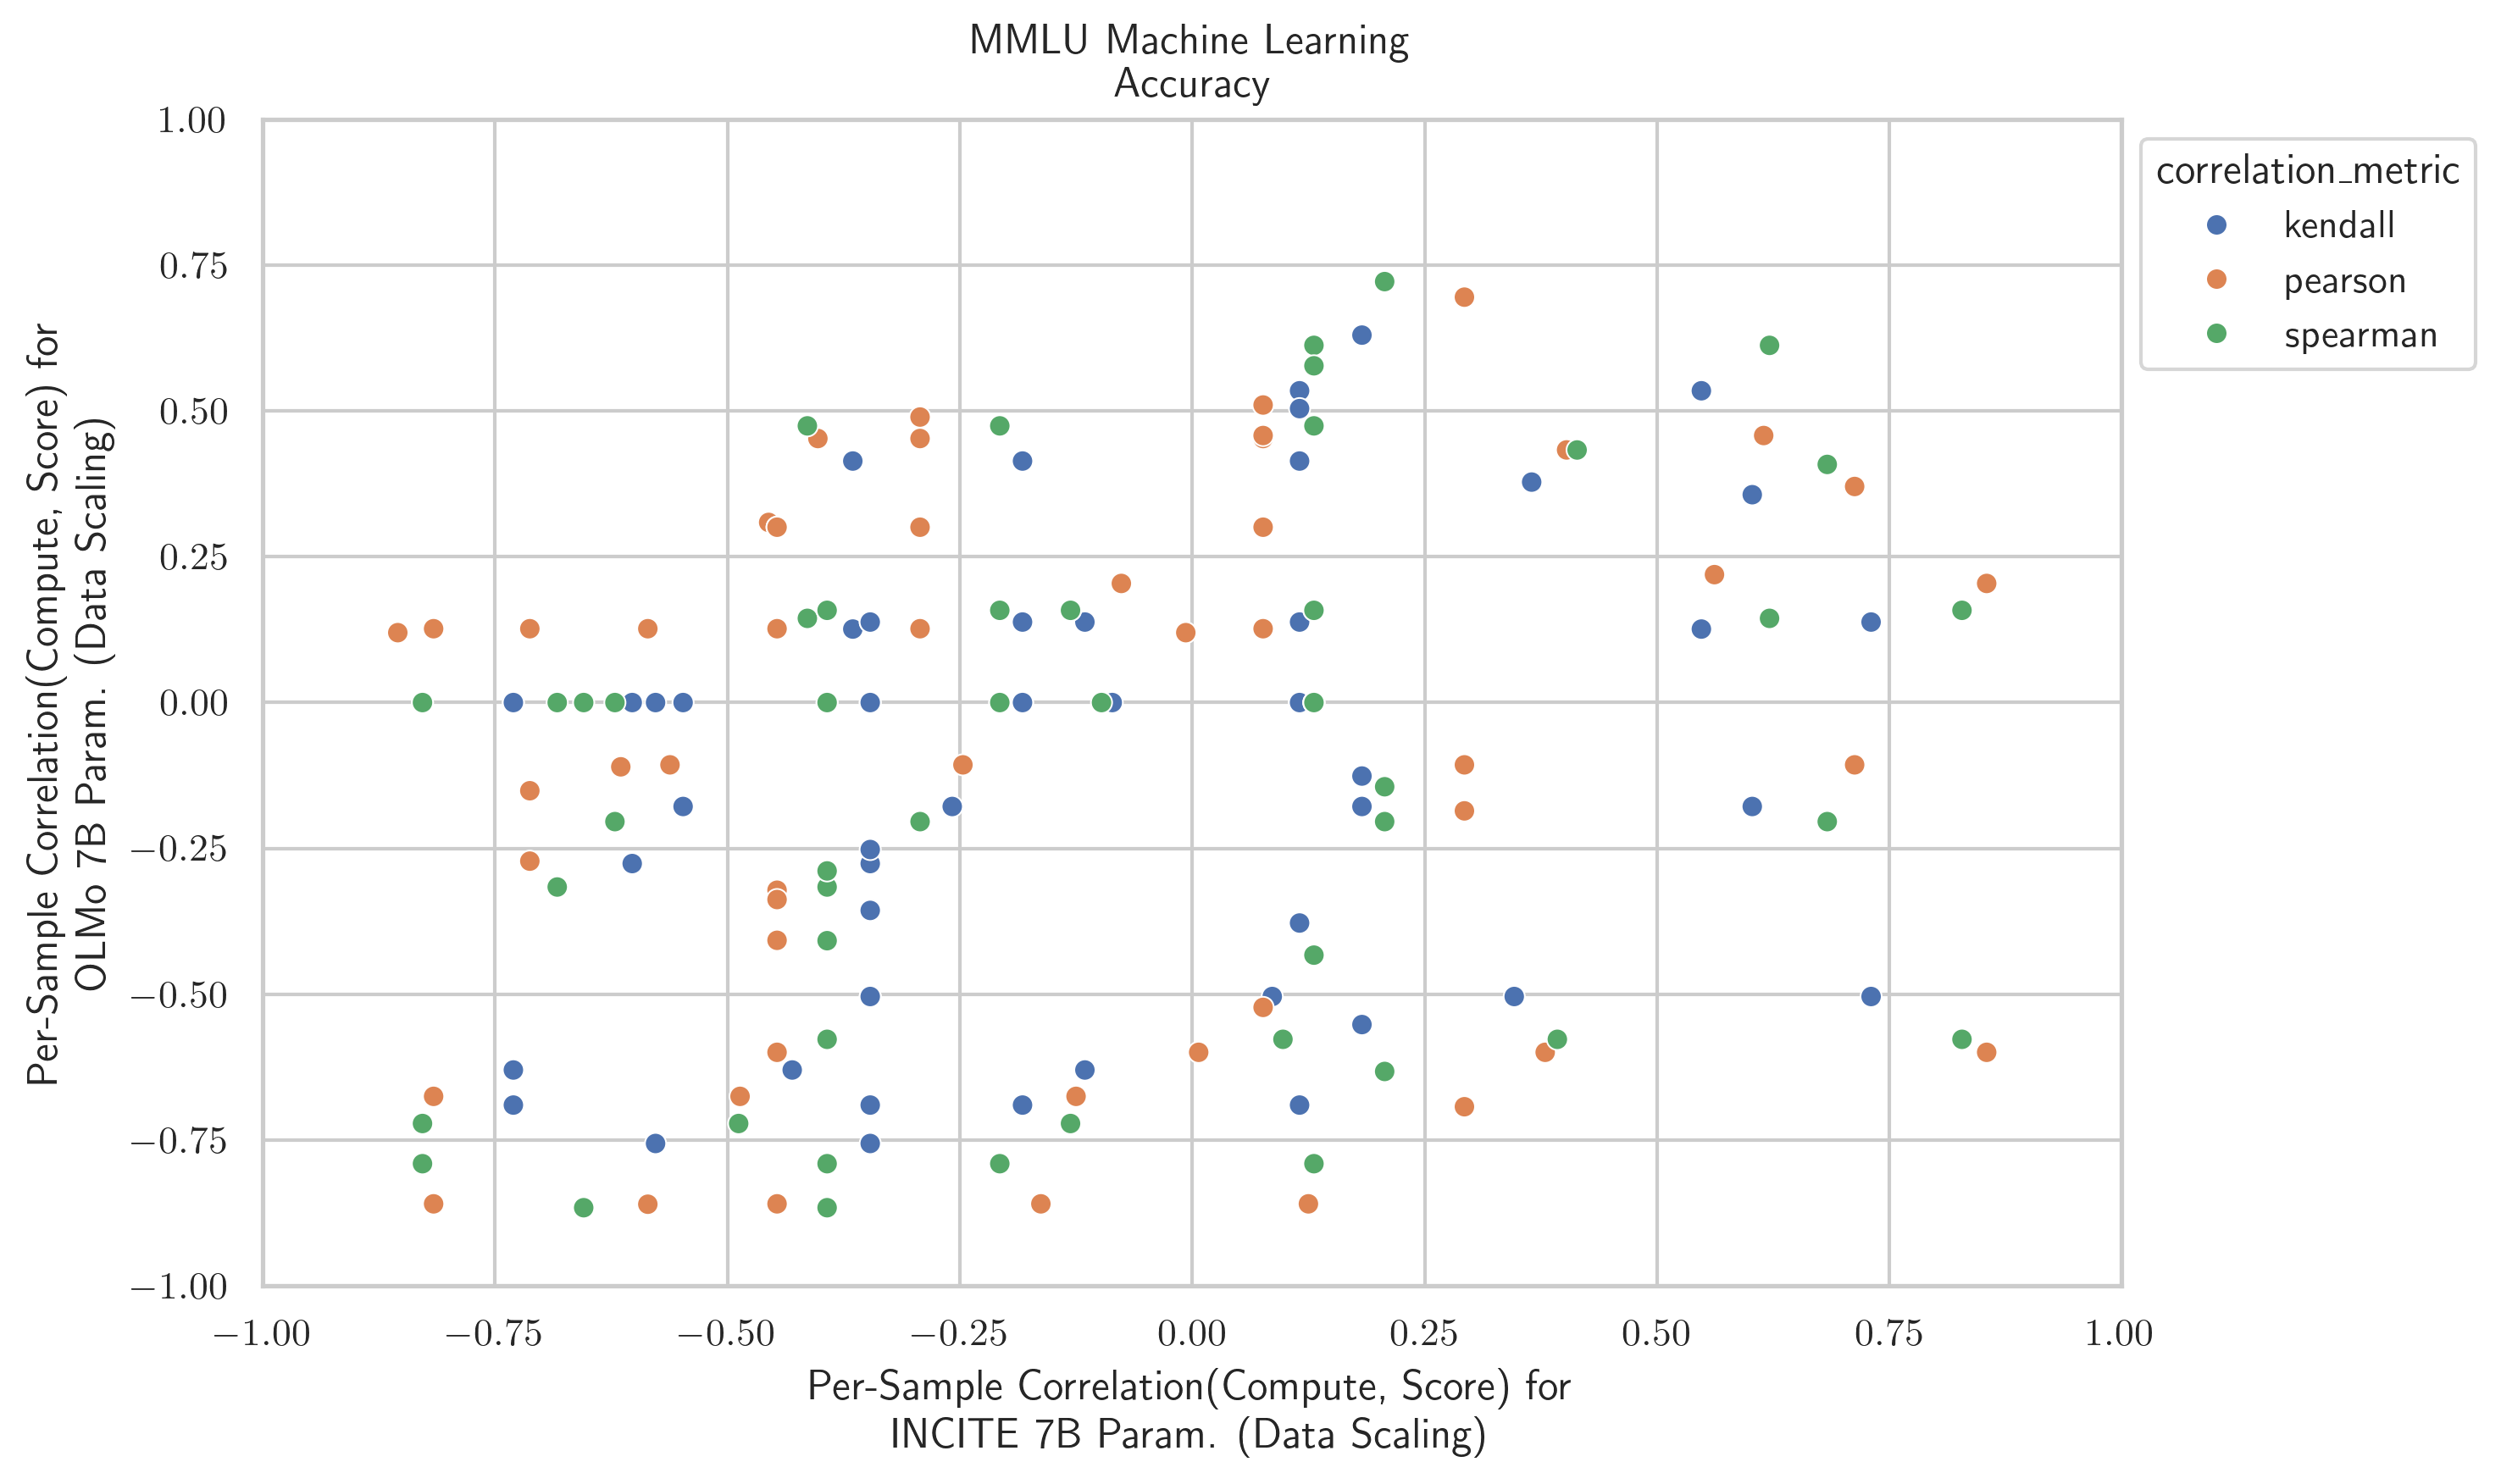 MMLU Machine Learning
Accuracy
1.00
0.75
0.50
0.25
0.00
−0.25
−0.50
−0.75
−1.00
Per-Sample Correlation(Compute, Score) for
OLMo 7B Param. (Data Scaling)
correlation_metric
kendall
pearson
spearman
−1.00 −0.75 −0.50 −0.25 0.00 0.25 0.50 0.75 1.00
Per-Sample Correlation(Compute, Score) for
INCITE 7B Param. (Data Scaling)